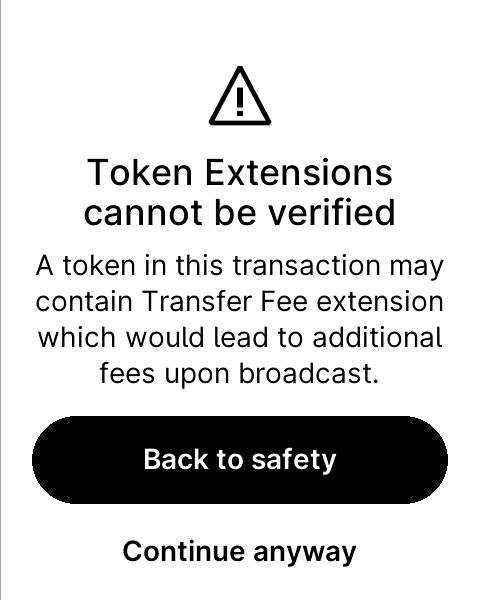 Token Extensions
cannot be verified
A token in this transaction may
contain Transfer Fee extension
which would lead to additional
fees upon broadcast.
Back to safety
Continue anyway